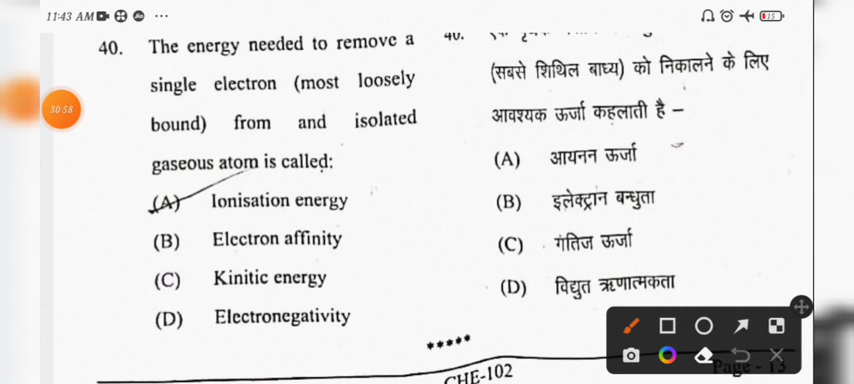 11:43 AM
15
30:58
40. The energy needed to remove a
single electron (most loosely
bound) from and isolated
gaseous atom is called:
(A) Ionisation energy
(B) Electron affinity
(C) Kinitic energy
(D) Electronegativity
40.
(सबसे शिथिल बाध्य) को निकालने के लिए
आवश्यक ऊर्जा कहलाती है –
(A) आयनन ऊर्जा
(B) इलेक्ट्रान बन्धुता
(C) गंतिज ऊर्जा
(D) विद्युत ऋणात्मकता
*****
CHE-102
Page - 13